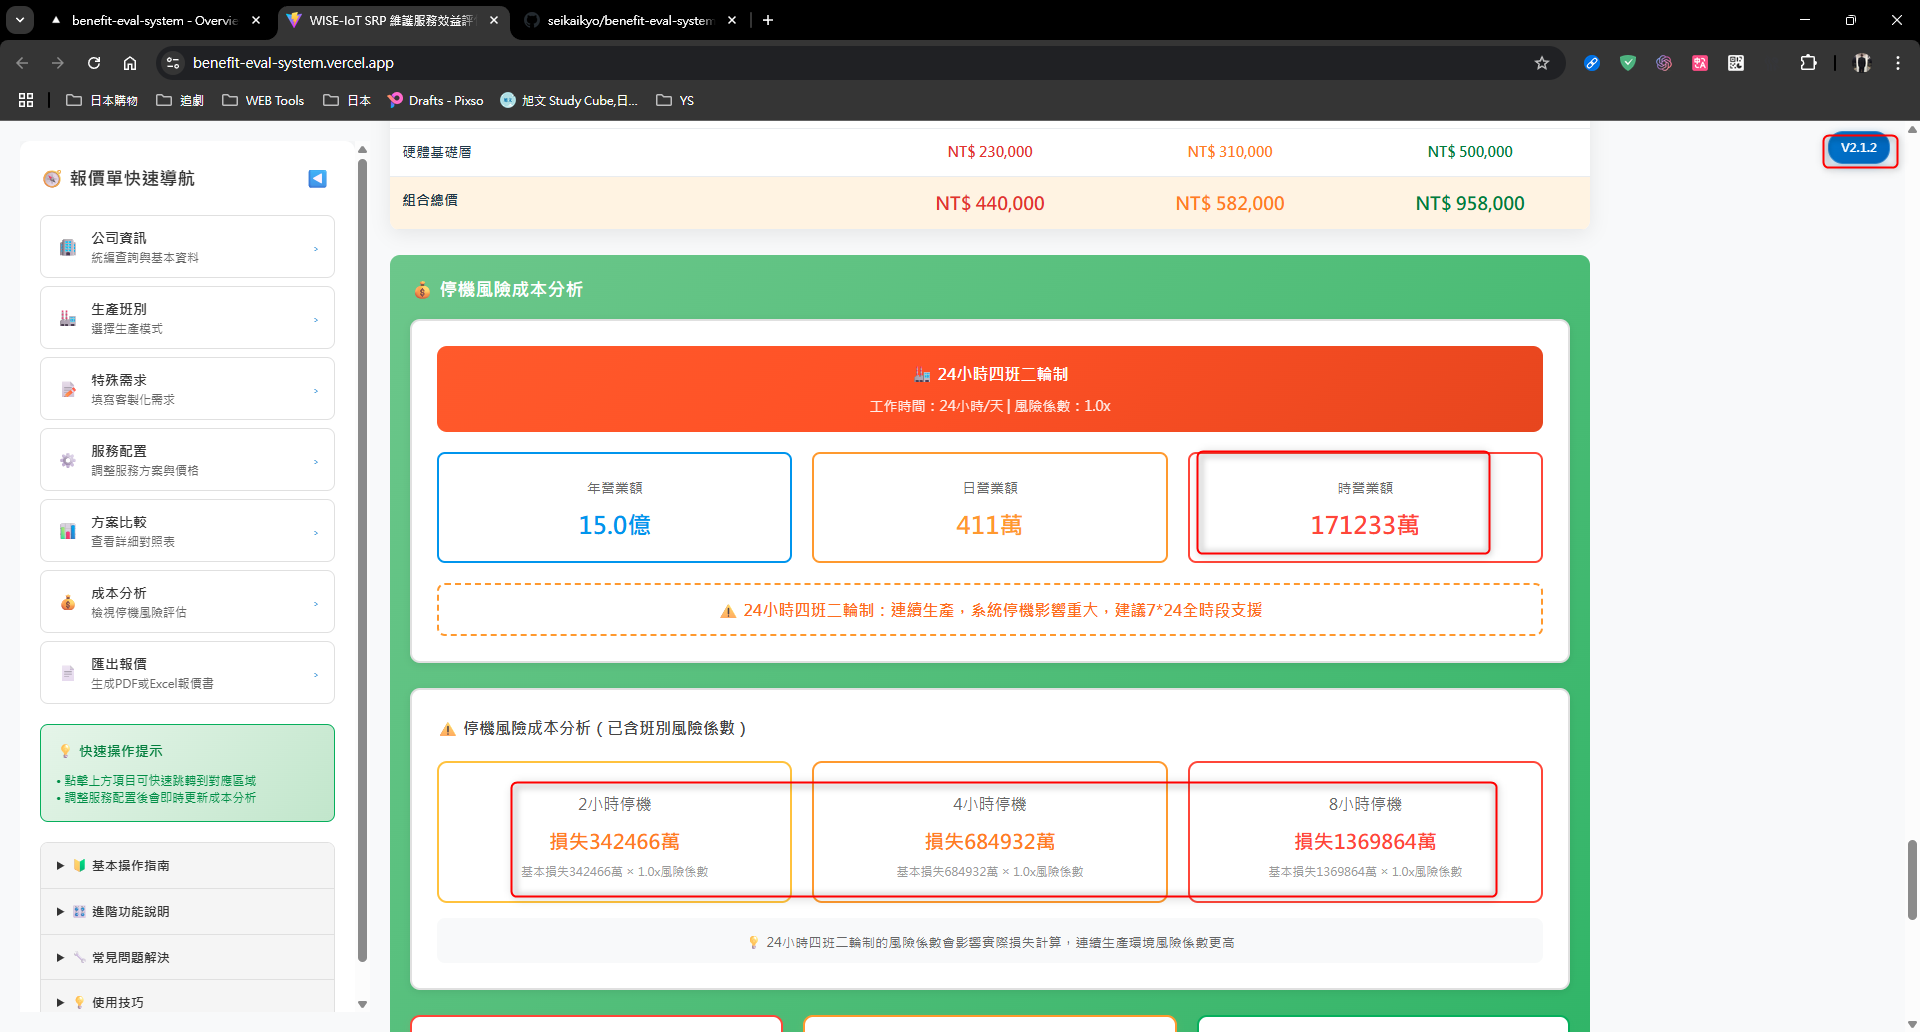 benefit-eval-system - Overvie
WISE-IoT SRP 維護服務效益評
seikaikyo/benefit-eval-system
benefit-eval-system.vercel.app
日本購物
追劇
WEB Tools
日本
Drafts - Pixso
旭文 Study Cube,日...
YS
V2.1.2
報價單快速導航
公司資訊
統編查詢與基本資料
生產班別
選擇生產模式
特殊需求
填寫客製化需求
服務配置
調整服務方案與價格
方案比較
查看詳細對照表
成本分析
檢視停機風險評估
匯出報價
生成PDF或Excel報價書
快速操作提示
• 點擊上方項目可快速跳轉到對應區域
• 調整服務配置後會即時更新成本分析
基本操作指南
進階功能說明
常見問題解決
使用技巧
硬體基礎層 NT$ 230,000 NT$ 310,000 NT$ 500,000
組合總價 NT$ 440,000 NT$ 582,000 NT$ 958,000
停機風險成本分析
24小時四班二輪制
工作時間：24小時/天 | 風險係數：1.0x
年營業額
15.0億
日營業額
411萬
時營業額
171233萬
24小時四班二輪制：連續生產，系統停機影響重大，建議7*24全時段支援
停機風險成本分析（已含班別風險係數）
2小時停機
損失342466萬
基本損失342466萬 × 1.0x風險係數
4小時停機
損失684932萬
基本損失684932萬 × 1.0x風險係數
8小時停機
損失1369864萬
基本損失1369864萬 × 1.0x風險係數
24小時四班二輪制的風險係數會影響實際損失計算，連續生產環境風險係數更高